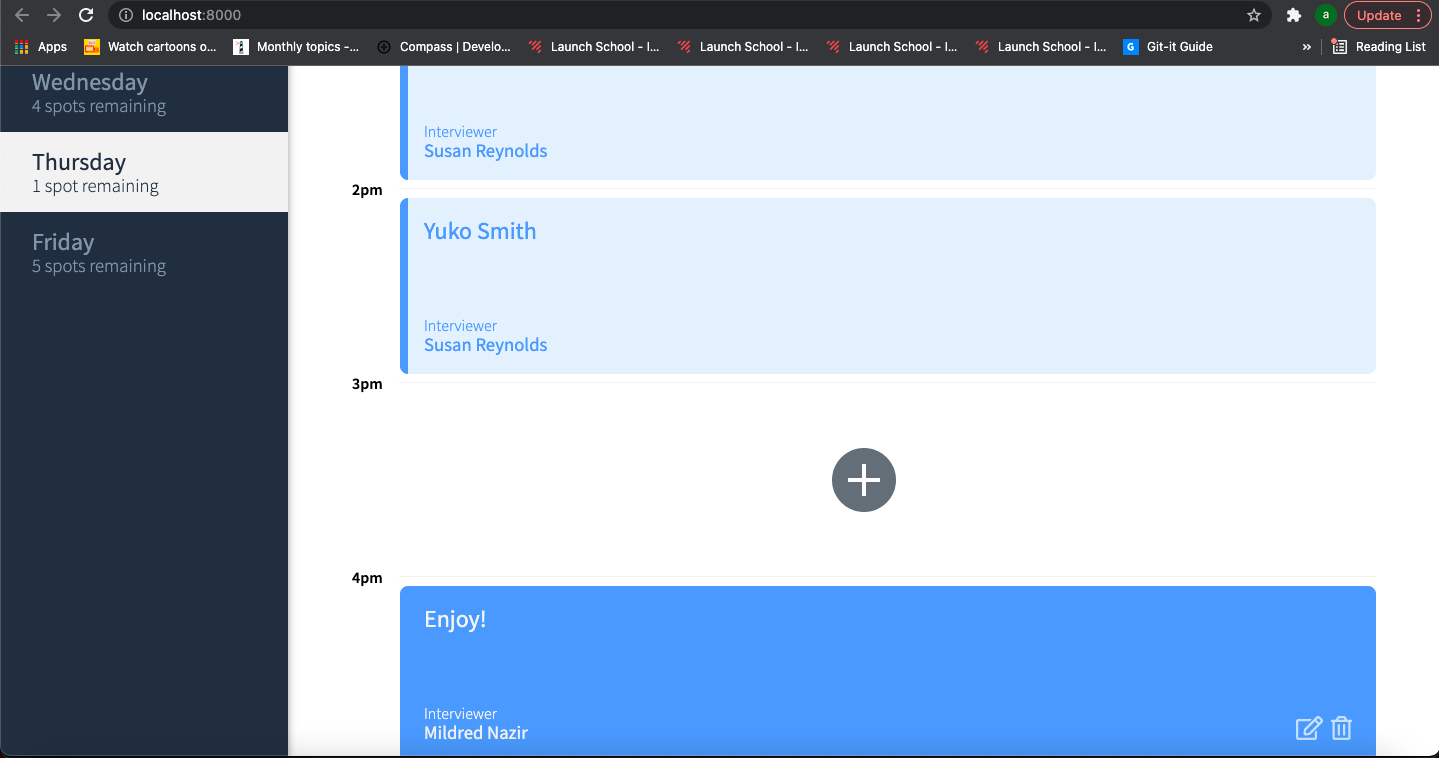 localhost:8000
a
Update
Apps
Watch cartoons o...
Monthly topics -...
Compass | Develo...
Launch School - I...
Launch School - I...
Launch School - I...
Launch School - I...
G
Git-it Guide
»
Reading List
Wednesday
4 spots remaining
Thursday
1 spot remaining
Friday
5 spots remaining
Interviewer
Susan Reynolds
2pm
Yuko Smith
Interviewer
Susan Reynolds
3pm
4pm
Enjoy!
Interviewer
Mildred Nazir